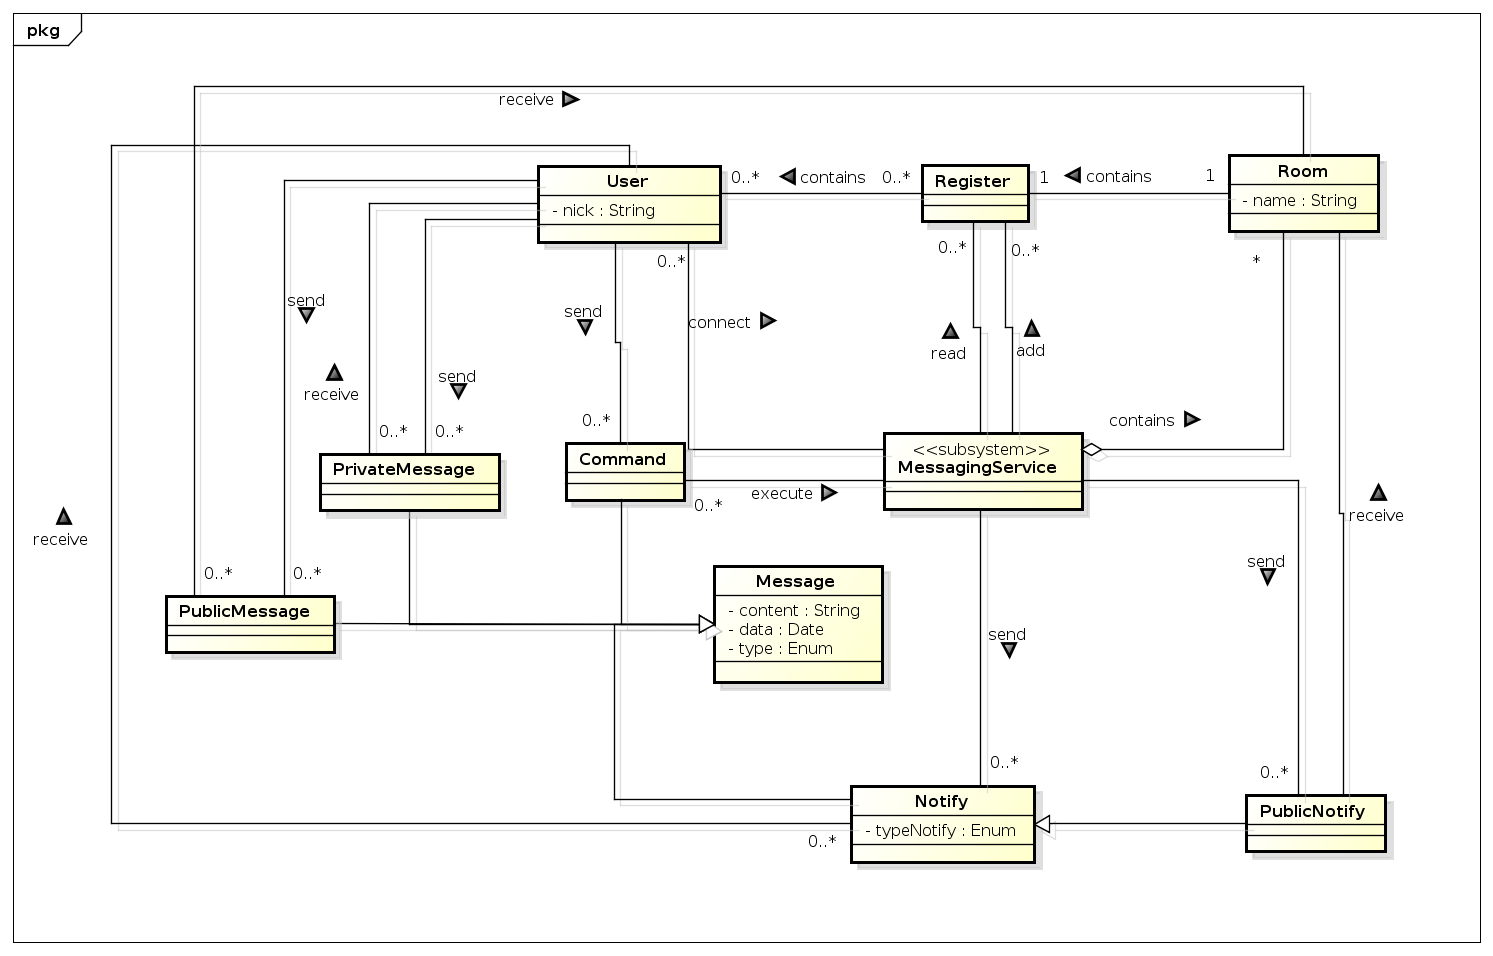 pkg
receive
User
- nick : String
0..*
contains
0..*
Register
1
contains
1
Room
- name : String
0..*
0..*
0..*
*
send
send
connect
read
add
receive
send
0..*
0..*
0..*
contains
PrivateMessage
Command
<<subsystem>>
MessagingService
0..*
execute
receive
receive
0..*
0..*
send
PublicMessage
Message
- content : String
- data : Date
- type : Enum
send
0..*
0..*
Notify
- typeNotify : Enum
0..*
PublicNotify